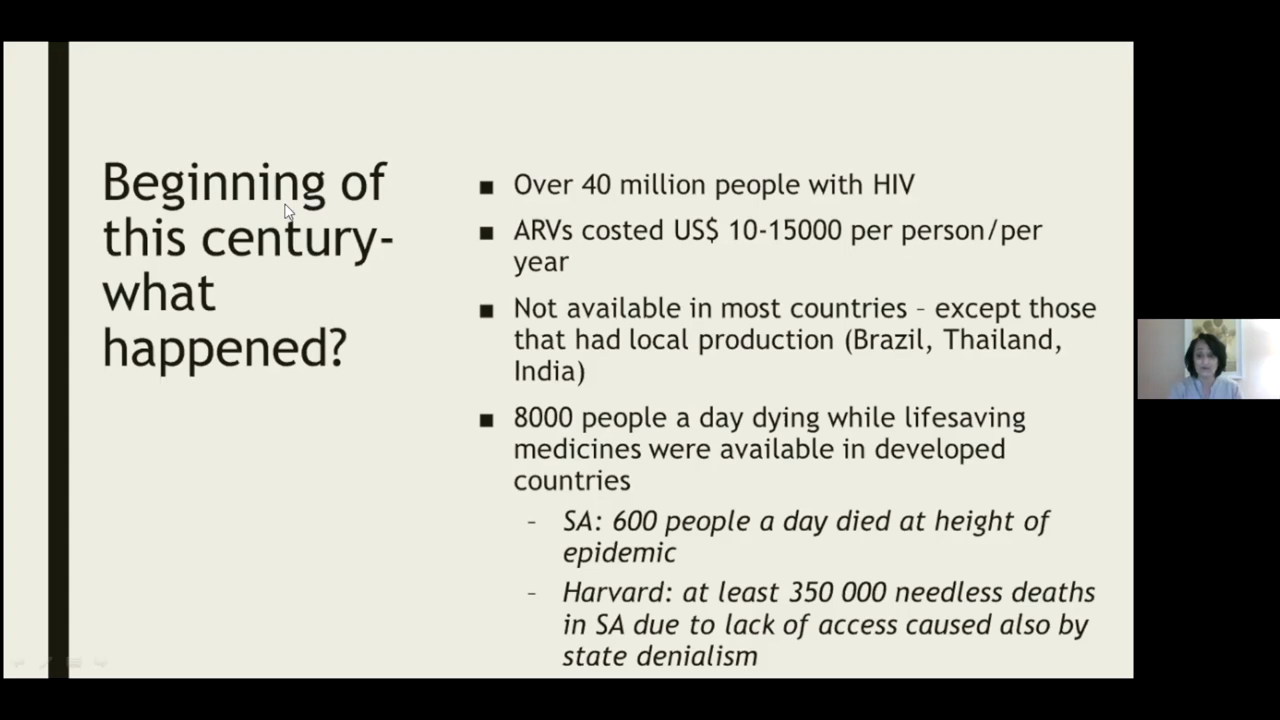 Beginning of
this century-
what
happened?
■ Over 40 million people with HIV
■ ARVs costed US$ 10-15000 per person/per
year
■ Not available in most countries – except those
that had local production (Brazil, Thailand,
India)
■ 8000 people a day dying while lifesaving
medicines were available in developed
countries
– SA: 600 people a day died at height of
epidemic
– Harvard: at least 350 000 needless deaths
in SA due to lack of access caused also by
state denialism